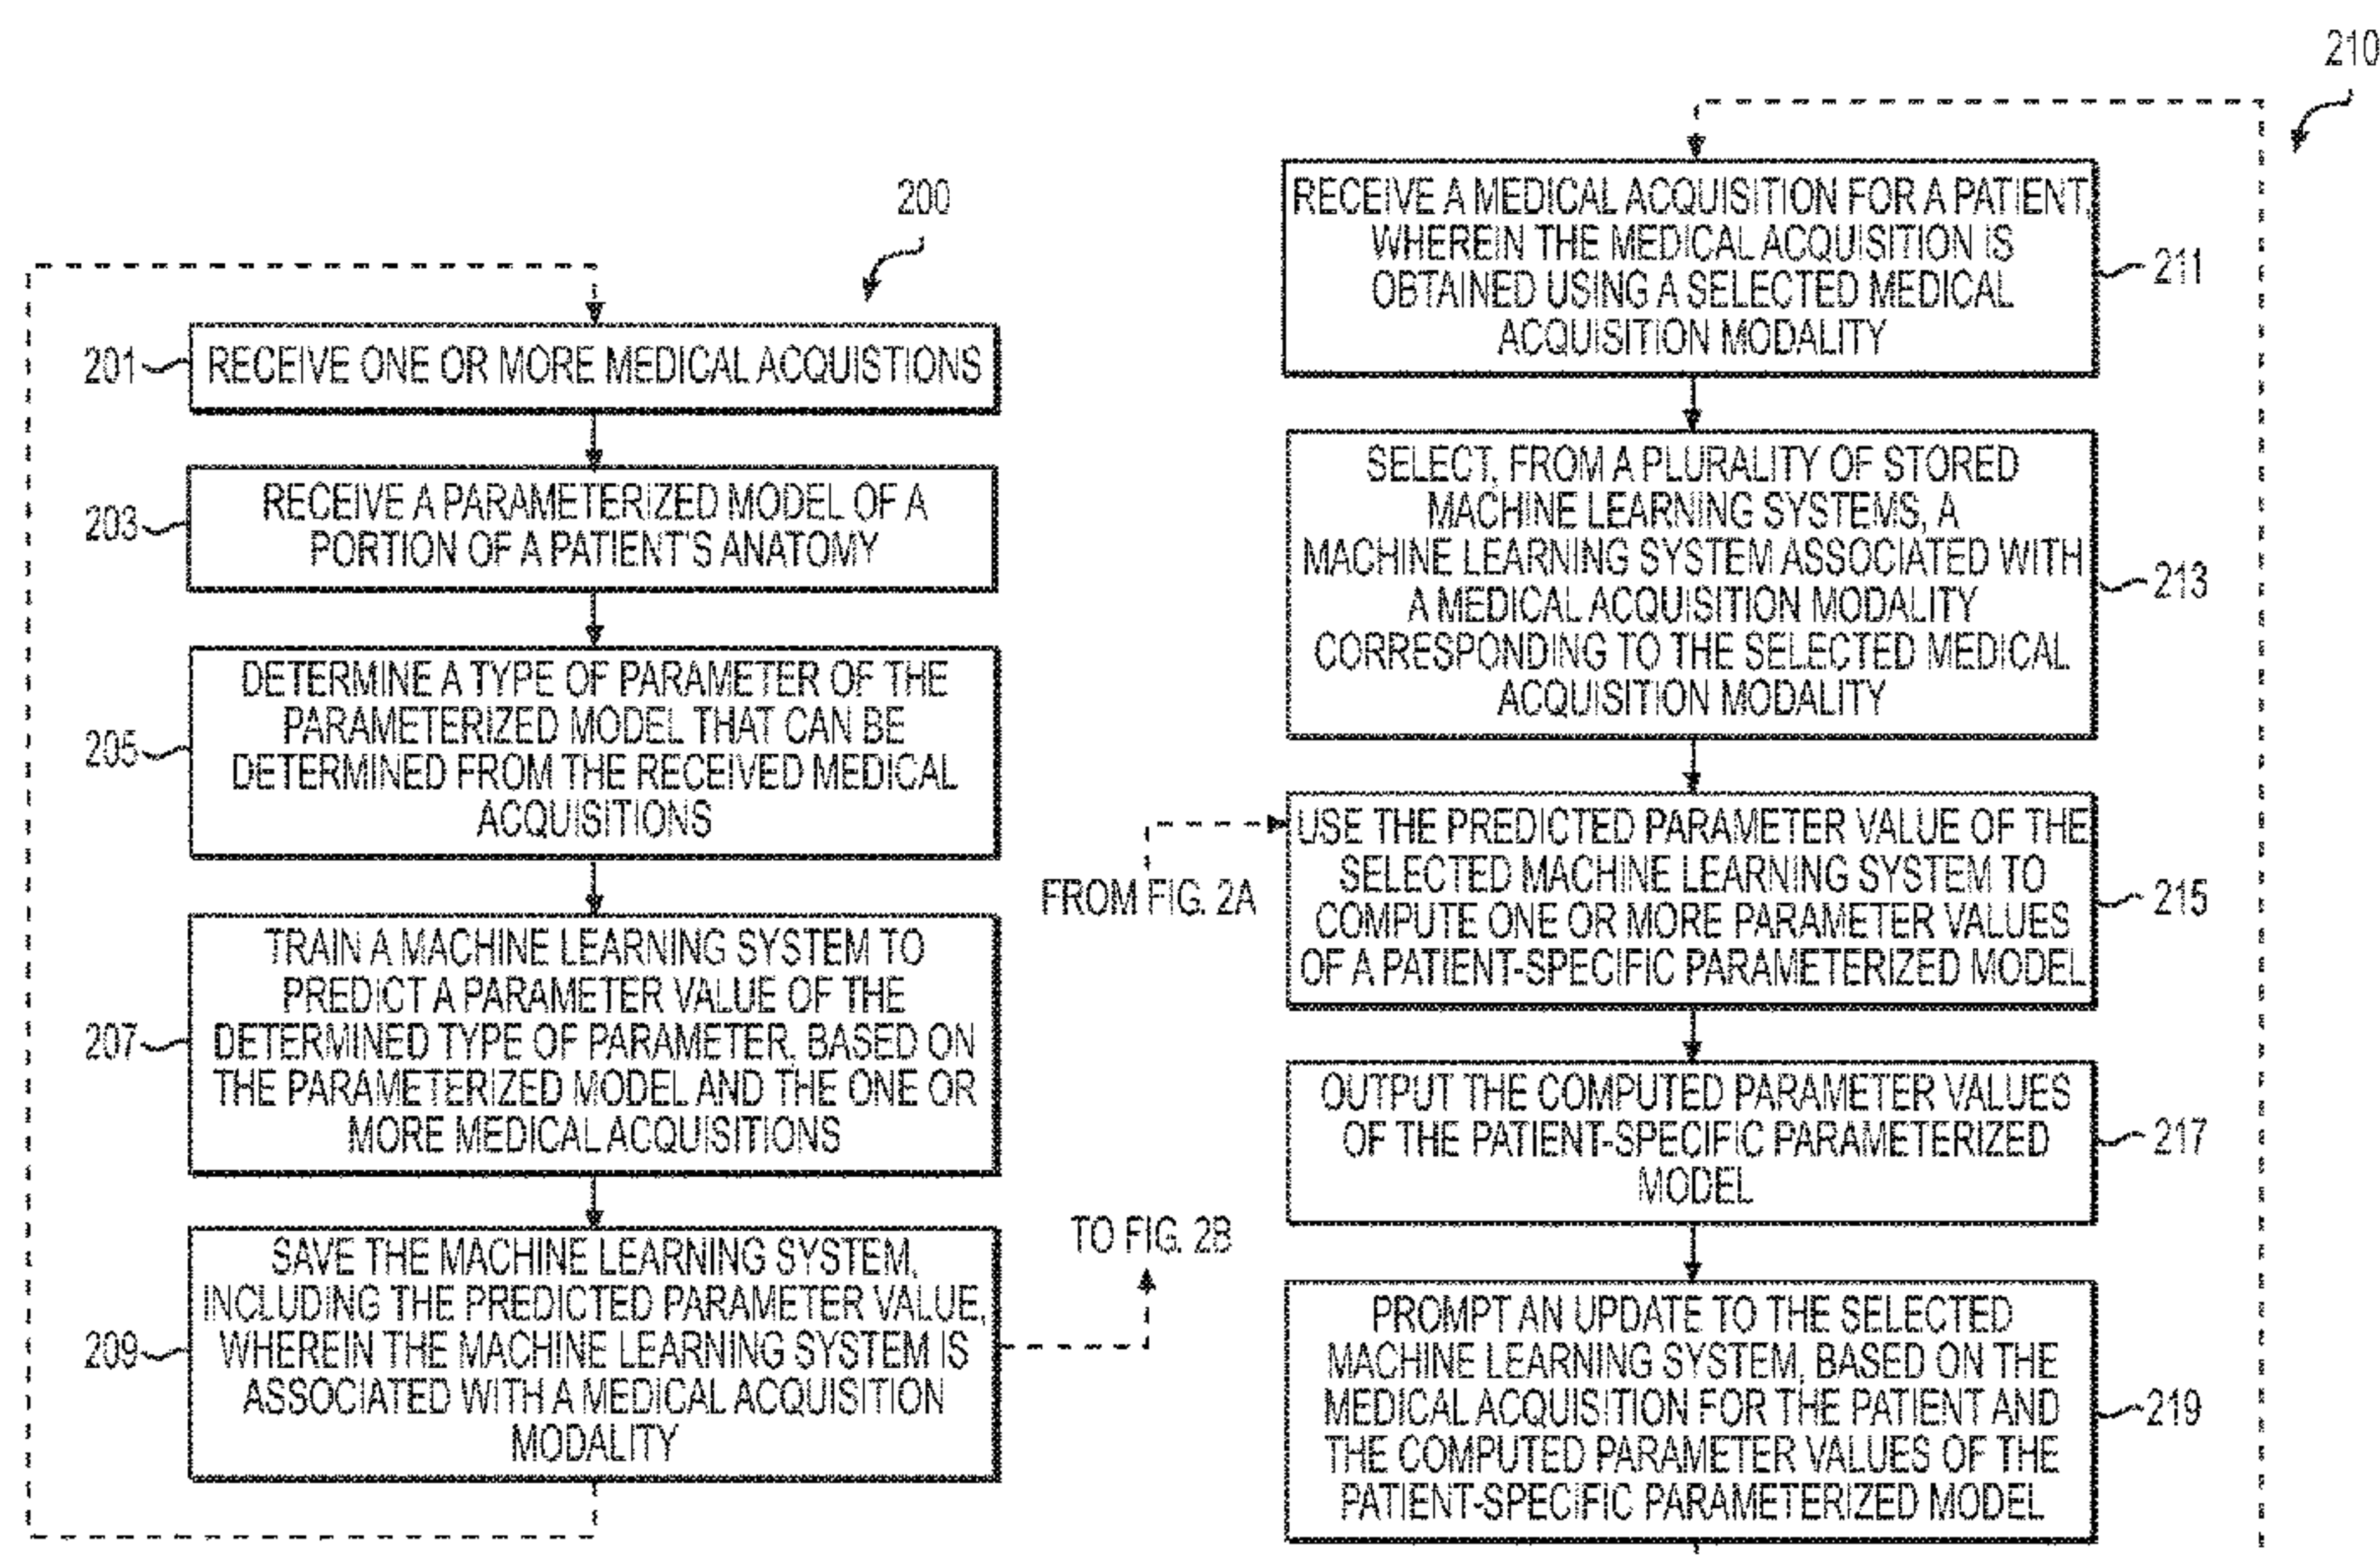 200
201
RECEIVE ONE OR MORE MEDICAL ACQUISTIONS
203
RECEIVE A PARAMETERIZED MODEL OF A
PORTION OF A PATIENT'S ANATOMY
205
DETERMINE A TYPE OF PARAMETER OF THE
PARAMETERIZED MODEL THAT CAN BE
DETERMINED FROM THE RECEIVED MEDICAL
ACQUISITIONS
207
TRAIN A MACHINE LEARNING SYSTEM TO
PREDICT A PARAMETER VALUE OF THE
DETERMINED TYPE OF PARAMETER, BASED ON
THE PARAMETERIZED MODEL AND THE ONE OR
MORE MEDICAL ACQUISITIONS
209
SAVE THE MACHINE LEARNING SYSTEM,
INCLUDING THE PREDICTED PARAMETER VALUE,
WHEREIN THE MACHINE LEARNING SYSTEM IS
ASSOCIATED WITH A MEDICAL ACQUISITION
MODALITY
TO FIG. 2B
210
RECEIVE A MEDICAL ACQUISITION FOR A PATIENT,
WHEREIN THE MEDICAL ACQUISITION IS
OBTAINED USING A SELECTED MEDICAL
ACQUISITION MODALITY
211
SELECT, FROM A PLURALITY OF STORED
MACHINE LEARNING SYSTEMS, A
MACHINE LEARNING SYSTEM ASSOCIATED WITH
A MEDICAL ACQUISITION MODALITY
CORRESPONDING TO THE SELECTED MEDICAL
ACQUISITION MODALITY
213
FROM FIG. 2A
USE THE PREDICTED PARAMETER VALUE OF THE
SELECTED MACHINE LEARNING SYSTEM TO
COMPUTE ONE OR MORE PARAMETER VALUES
OF A PATIENT-SPECIFIC PARAMETERIZED MODEL
215
OUTPUT THE COMPUTED PARAMETER VALUES
OF THE PATIENT-SPECIFIC PARAMETERIZED
MODEL
217
PROMPT AN UPDATE TO THE SELECTED
MACHINE LEARNING SYSTEM, BASED ON THE
MEDICAL ACQUISITION FOR THE PATIENT AND
THE COMPUTED PARAMETER VALUES OF THE
PATIENT-SPECIFIC PARAMETERIZED MODEL
219